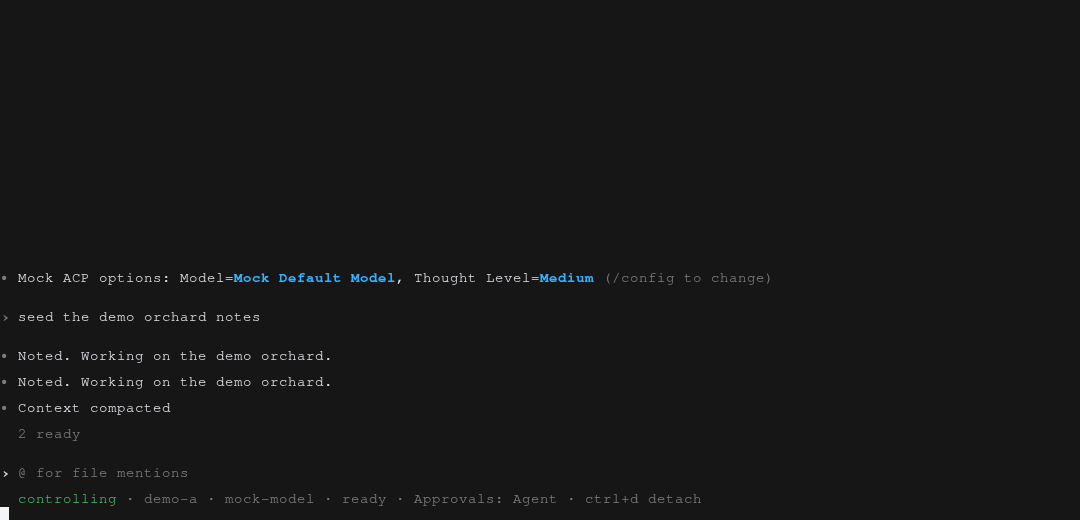 • Mock ACP options: Model=Mock Default Model, Thought Level=Medium (/config to change)
› seed the demo orchard notes
• Noted. Working on the demo orchard.
• Noted. Working on the demo orchard.
• Context compacted
2 ready
› @ for file mentions
controlling · demo-a · mock-model · ready · Approvals: Agent · ctrl+d detach